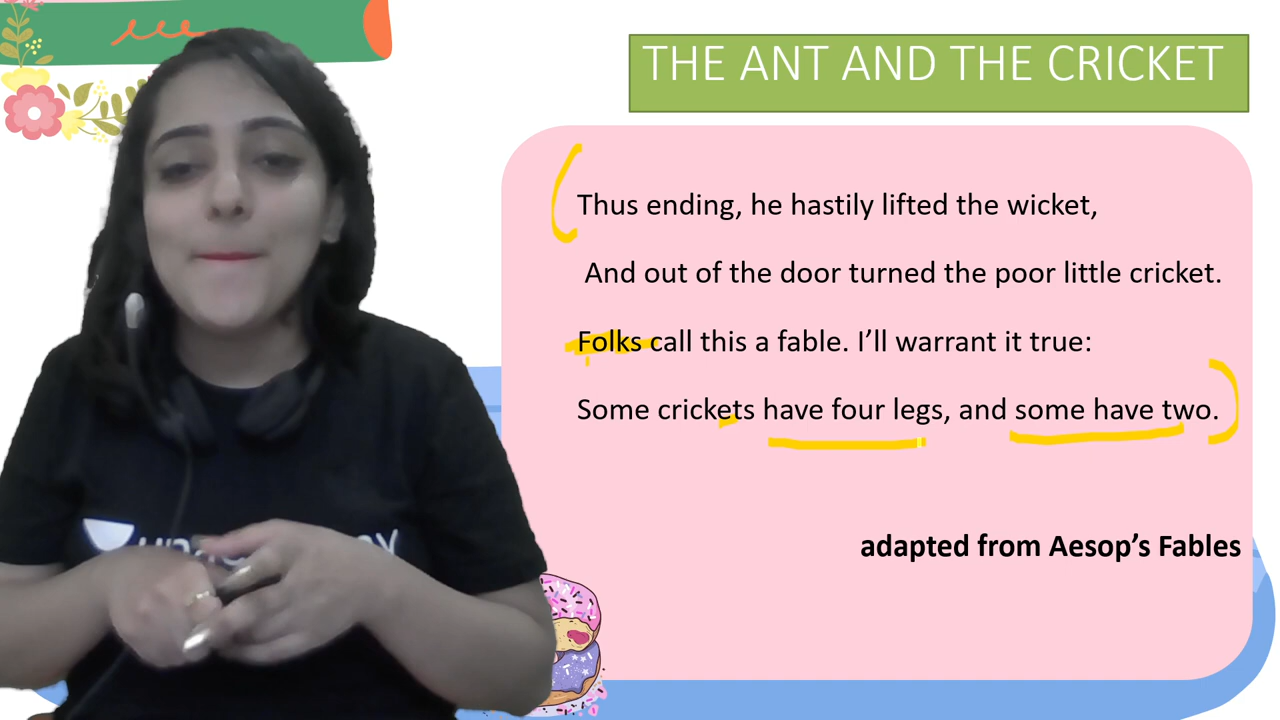 THE ANT AND THE CRICKET
Thus ending, he hastily lifted the wicket,
And out of the door turned the poor little cricket.
Folks call this a fable. I’ll warrant it true:
Some crickets have four legs, and some have two.
adapted from Aesop’s Fables